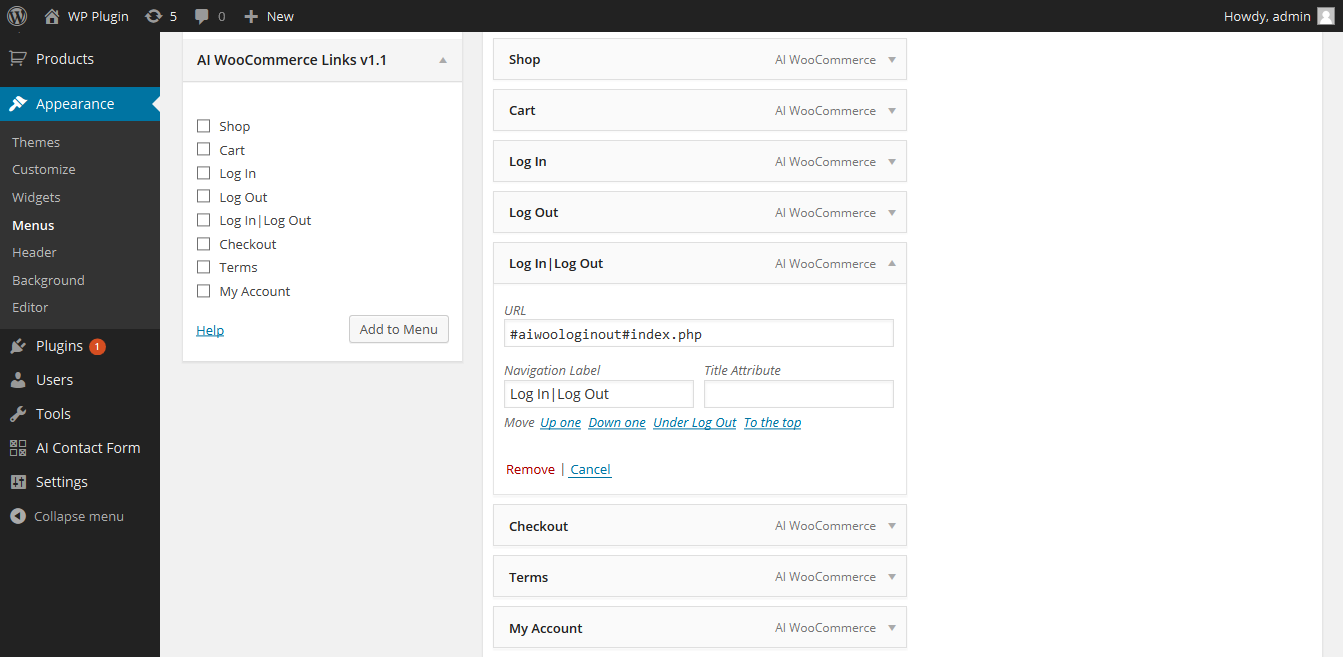 WP Plugin 5 0 New Howdy, admin
Products
Appearance
Themes
Customize
Widgets
Menus
Header
Background
Editor
Plugins 1
Users
Tools
AI Contact Form
Settings
Collapse menu
AI WooCommerce Links v1.1
Shop
Cart
Log In
Log Out
Log In|Log Out
Checkout
Terms
My Account
Help Add to Menu
Shop AI WooCommerce
Cart AI WooCommerce
Log In AI WooCommerce
Log Out AI WooCommerce
Log In|Log Out AI WooCommerce
URL
#aiwoologinout#index.php
Navigation Label Title Attribute
Log In|Log Out
Move Up one Down one Under Log Out To the top
Remove | Cancel
Checkout AI WooCommerce
Terms AI WooCommerce
My Account AI WooCommerce